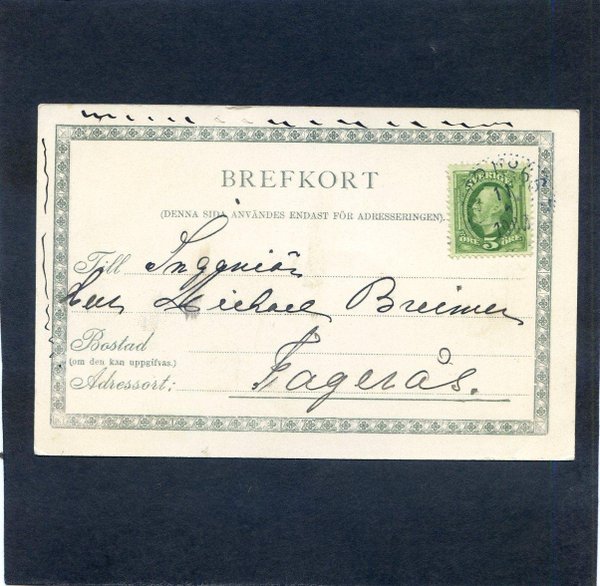 BREFKORT
(DENNA SIDA ANVÄNDES ENDAST FÖR ADRESSERINGEN).
SVERIGE
ÖRE 5 ÖRE
Till Ingeniör
Herr Michael Breimer
Bostad
(om den kan uppgifvas.)
Adressort: Fagerås.